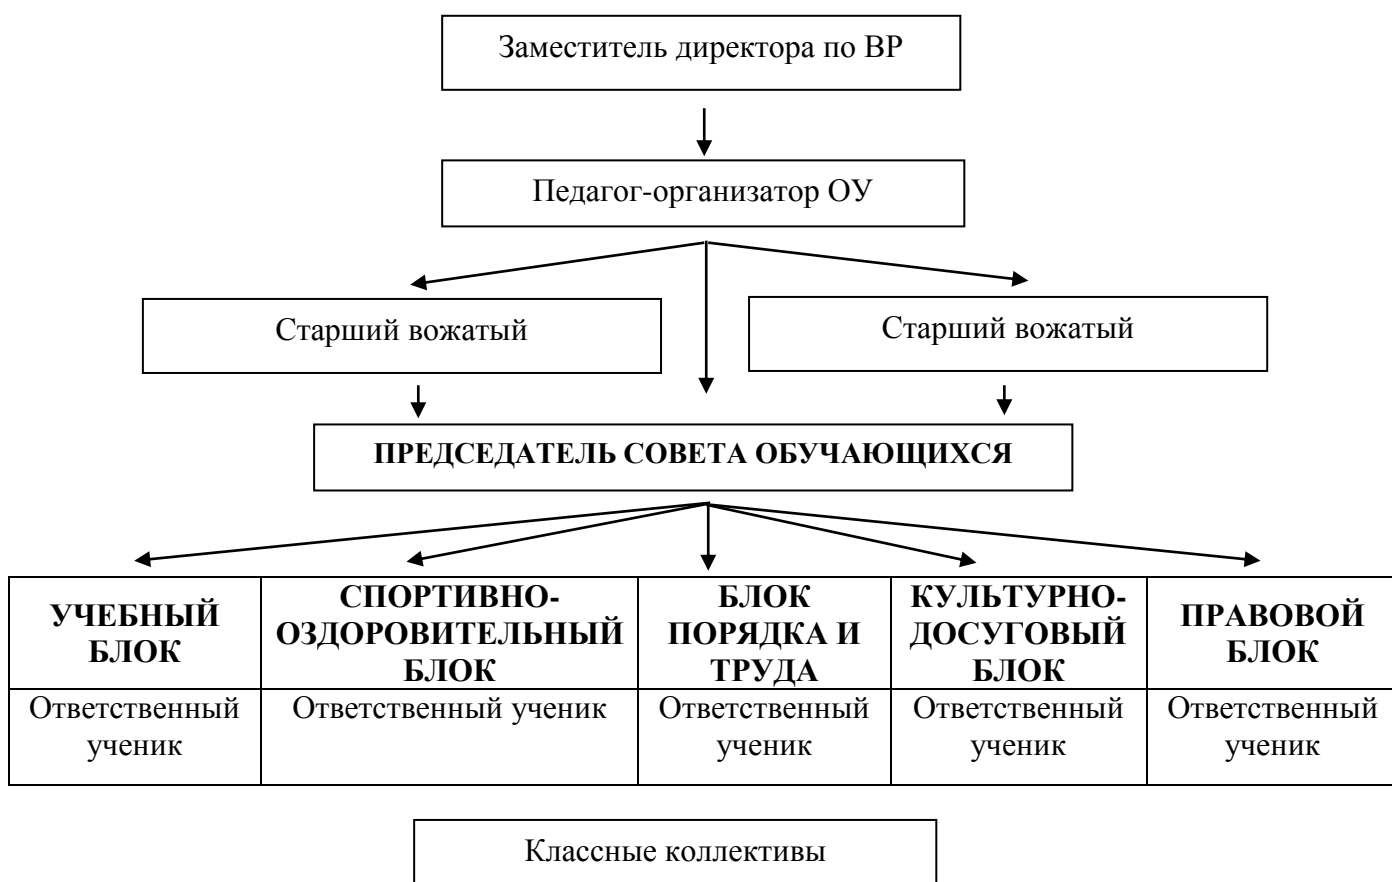 Заместитель директора по ВР
Педагог-организатор ОУ
Старший вожатый
Старший вожатый
ПРЕДСЕДАТЕЛЬ СОВЕТА ОБУЧАЮЩИХСЯ
УЧЕБНЫЙ
БЛОК
СПОРТИВНО-
ОЗДОРОВИТЕЛЬНЫЙ
БЛОК
БЛОК
ПОРЯДКА И
ТРУДА
КУЛЬТУРНО-
ДОСУГОВЫЙ
БЛОК
ПРАВОВОЙ
БЛОК
Ответственный
ученик
Ответственный ученик
Ответственный
ученик
Ответственный
ученик
Ответственный
ученик
Классные коллективы